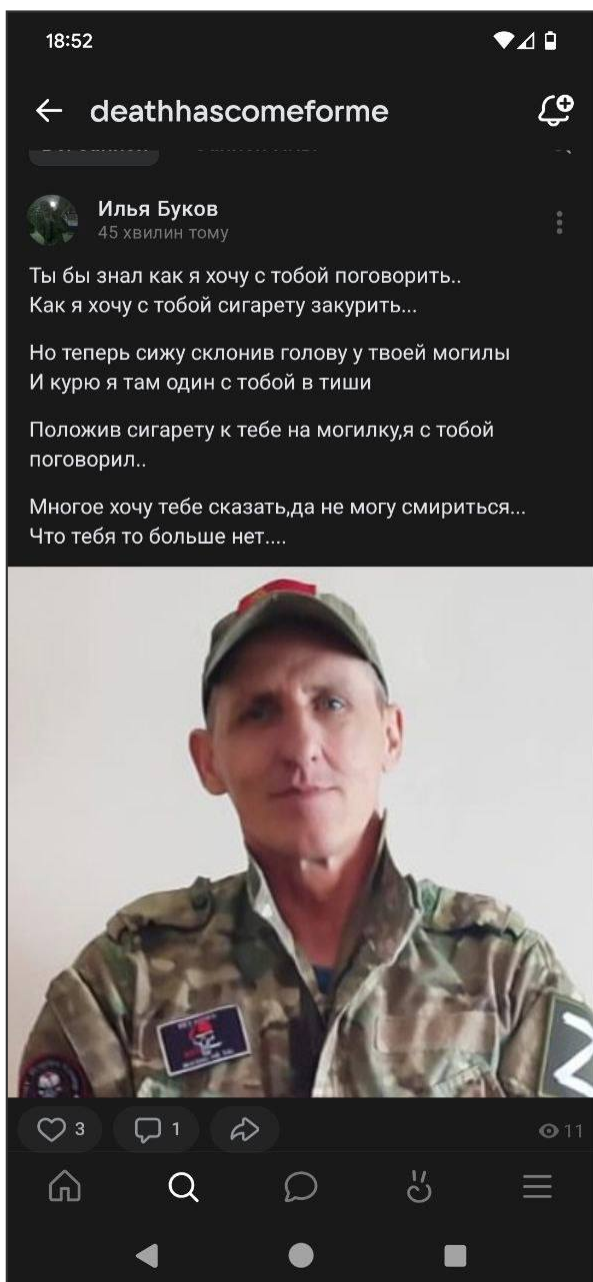 18:52
deathhascomeforme
Илья Буков
45 хвилин тому
Ты бы знал как я хочу с тобой поговорить..
Как я хочу с тобой сигарету закурить...
Но теперь сижу склонив голову у твоей могилы
И курю я там один с тобой в тиши
Положив сигарету к тебе на могилку,я с тобой
поговорил..
Многое хочу тебе сказать,да не могу смириться...
Что тебя то больше нет....
Z
3
1
11